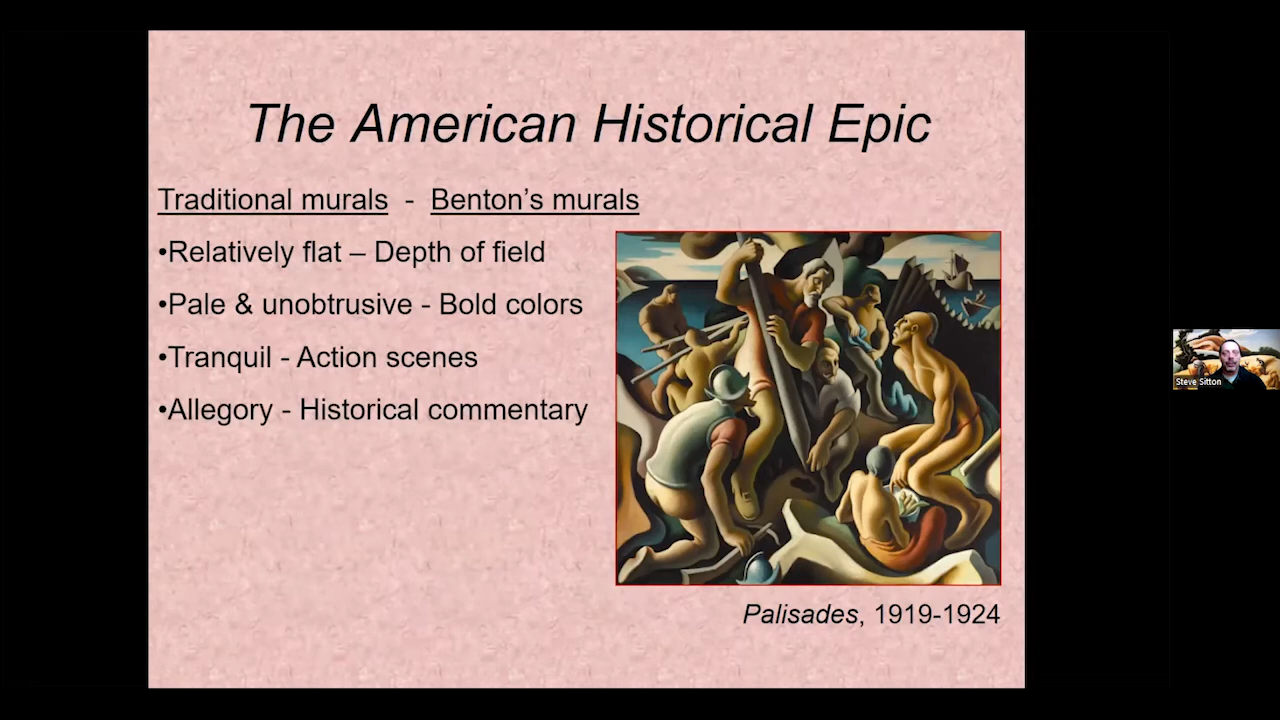 The American Historical Epic
Traditional murals - Benton’s murals
•Relatively flat – Depth of field
•Pale & unobtrusive - Bold colors
•Tranquil - Action scenes
•Allegory - Historical commentary
Palisades, 1919-1924
Steve Sitton